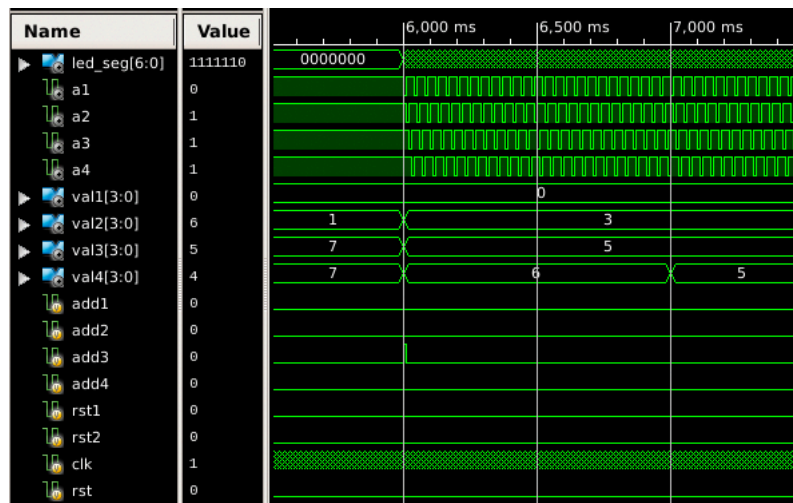 Name Value 6,000 ms 6,500 ms 7,000 ms
led_seg[6:0] 1111110 0000000
a1 0
a2 1
a3 1
a4 1
val1[3:0] 0 0
val2[3:0] 6 1 3
val3[3:0] 5 7 5
val4[3:0] 4 7 6 5
add1 0
add2 0
add3 0
add4 0
rst1 0
rst2 0
clk 1
rst 0